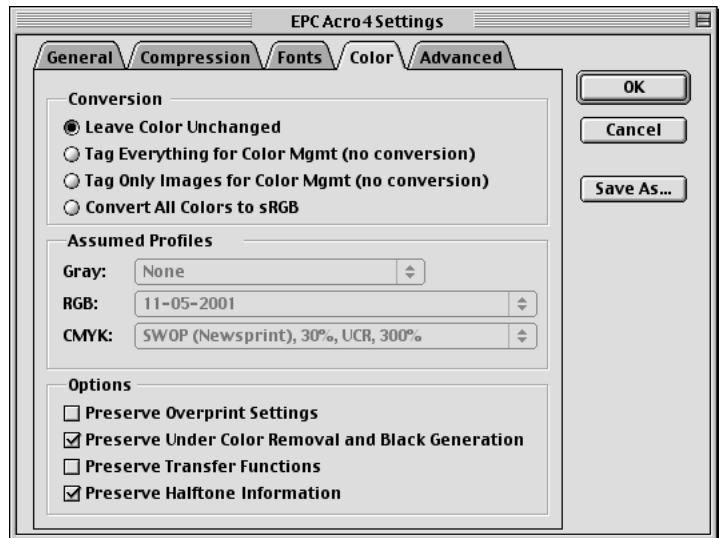 EPC Acro4 Settings
General Compression Fonts Color Advanced
Conversion
Leave Color Unchanged
Tag Everything for Color Mgmt (no conversion)
Tag Only Images for Color Mgmt (no conversion)
Convert All Colors to sRGB
Assumed Profiles
Gray: None
RGB: 11-05-2001
CMYK: SWOP (Newsprint), 30%, UCR, 300%
Options
Preserve Overprint Settings
Preserve Under Color Removal and Black Generation
Preserve Transfer Functions
Preserve Halftone Information
OK
Cancel
Save As...